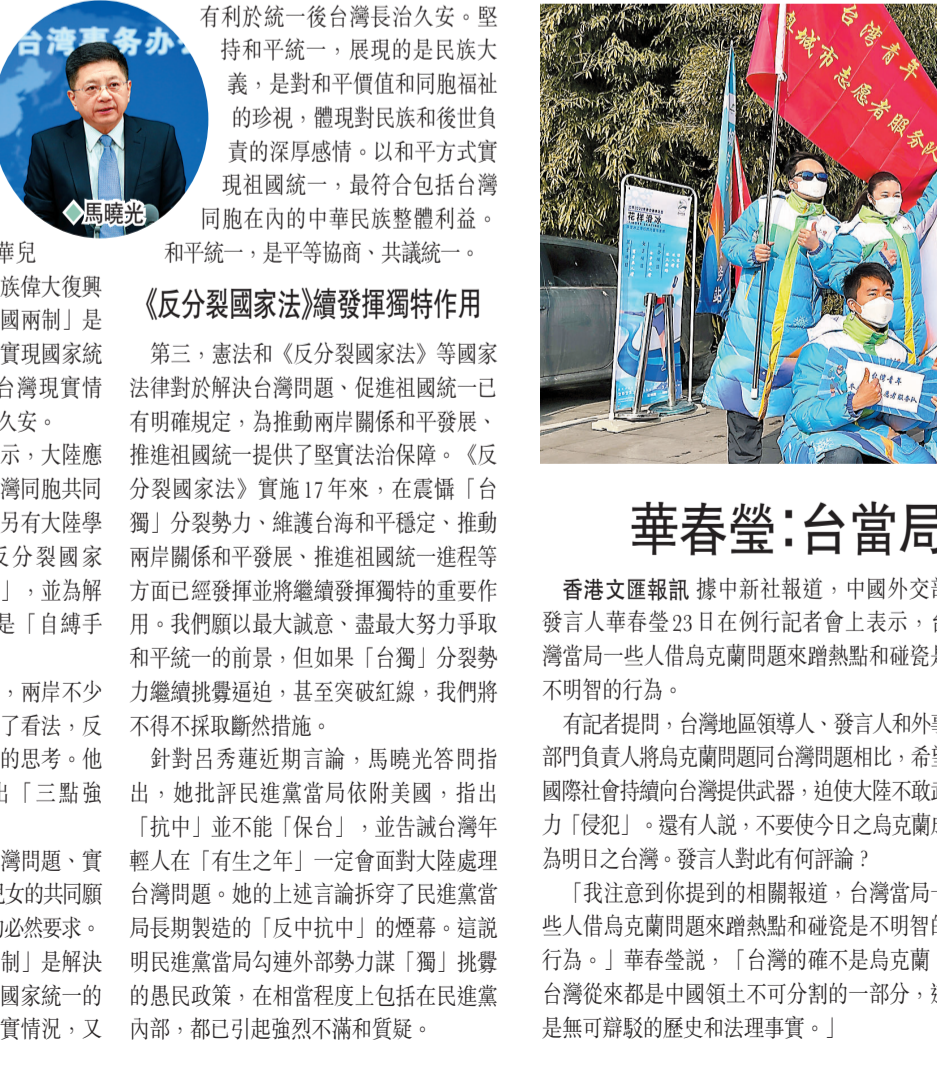 台湾事务办
馬曉光
有利於統一後台灣長治久安。堅
持和平統一，展現的是民族大
義，是對和平價值和同胞福祉
的珍視，體現對民族和後世負
責的深厚感情。以和平方式實
現祖國統一，最符合包括台灣
同胞在內的中華民族整體利益。
和平統一，是平等協商、共議統一。
華兒
族偉大復興
國兩制」是
實現國家統
台灣現實情
久安。
示，大陸應
灣同胞共同
另有大陸學
反分裂國家
」，並為解
是「自縛手
，兩岸不少
了看法，反
的思考。他
出「三點強
灣問題、實
兒女的共同願
的必然要求。
制」是解決
國家統一的
實情況，又
《反分裂國家法》續發揮獨特作用
第三，憲法和《反分裂國家法》等國家
法律對於解決台灣問題、促進祖國統一已
有明確規定，為推動兩岸關係和平發展、
推進祖國統一提供了堅實法治保障。《反
分裂國家法》實施17年來，在震懾「台
獨」分裂勢力、維護台海和平穩定、推動
兩岸關係和平發展、推進祖國統一進程等
方面已經發揮並將繼續發揮獨特的重要作
用。我們願以最大誠意、盡最大努力爭取
和平統一的前景，但如果「台獨」分裂勢
力繼續挑釁逼迫，甚至突破紅線，我們將
不得不採取斷然措施。
針對呂秀蓮近期言論，馬曉光答問指
出，她批評民進黨當局依附美國，指出
「抗中」並不能「保台」，並告誡台灣年
輕人在「有生之年」一定會面對大陸處理
台灣問題。她的上述言論拆穿了民進黨當
局長期製造的「反中抗中」的煙幕。這説
明民進黨當局勾連外部勢力謀「獨」挑釁
的愚民政策，在相當程度上包括在民進黨
內部，都已引起強烈不滿和質疑。
台湾青年
城市志愿者服务队
花样滑冰
站
台湾青年
愿者服务队
華春瑩：台當局
香港文匯報訊 據中新社報道，中國外交部
發言人華春瑩23日在例行記者會上表示，台
灣當局一些人借烏克蘭問題來蹭熱點和碰瓷是
不明智的行為。
有記者提問，台灣地區領導人、發言人和外事
部門負責人將烏克蘭問題同台灣問題相比，希望
國際社會持續向台灣提供武器，迫使大陸不敢武
力「侵犯」。還有人説，不要使今日之烏克蘭成
為明日之台灣。發言人對此有何評論？
「我注意到你提到的相關報道，台灣當局一
些人借烏克蘭問題來蹭熱點和碰瓷是不明智的
行為。」華春瑩説，「台灣的確不是烏克蘭，
台灣從來都是中國領土不可分割的一部分，這
是無可辯駁的歷史和法理事實。」